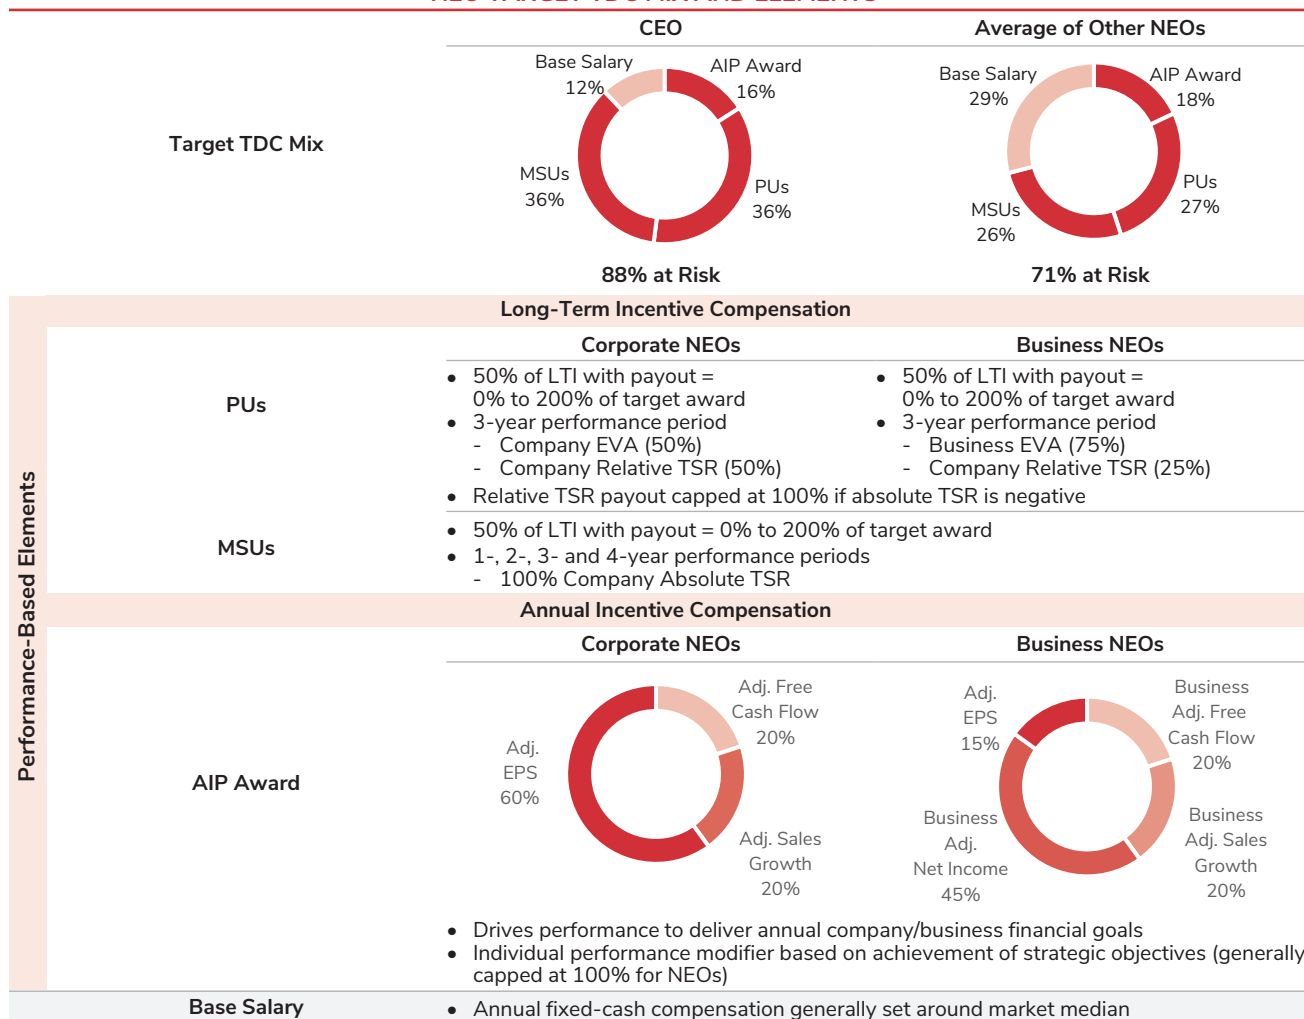 CEO
Average of Other NEOs
Target TDC Mix
Base Salary
12%
AIP Award
16%
MSUs
36%
PUs
36%
88% at Risk
Base Salary
29%
AIP Award
18%
MSUs
26%
PUs
27%
71% at Risk
Performance-Based Elements
Long-Term Incentive Compensation
Corporate NEOs
Business NEOs
PUs
• 50% of LTI with payout =
0% to 200% of target award
• 3-year performance period
- Company EVA (50%)
- Company Relative TSR (50%)
• 50% of LTI with payout =
0% to 200% of target award
• 3-year performance period
- Business EVA (75%)
- Company Relative TSR (25%)
• Relative TSR payout capped at 100% if absolute TSR is negative
MSUs
• 50% of LTI with payout = 0% to 200% of target award
• 1-, 2-, 3- and 4-year performance periods
- 100% Company Absolute TSR
Annual Incentive Compensation
Corporate NEOs
Business NEOs
AIP Award
Adj. Free
Cash Flow
20%
Adj.
EPS
60%
Adj. Sales
Growth
20%
Adj.
EPS
15%
Business
Adj. Free
Cash Flow
20%
Business
Adj.
Net Income
45%
Business
Adj. Sales
Growth
20%
• Drives performance to deliver annual company/business financial goals
• Individual performance modifier based on achievement of strategic objectives (generally
capped at 100% for NEOs)
Base Salary
• Annual fixed-cash compensation generally set around market median